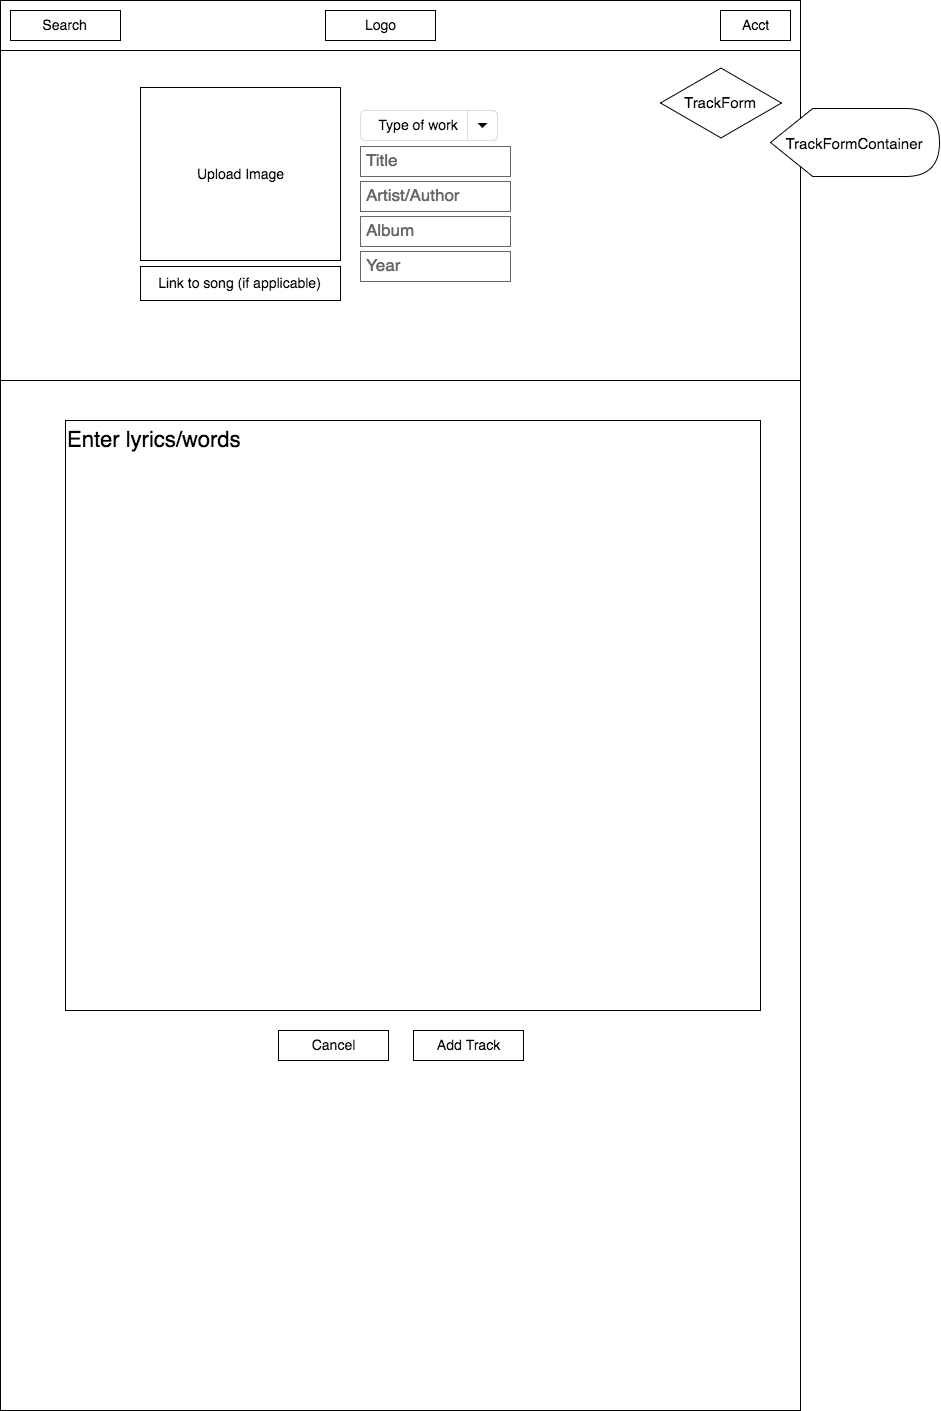 Search
Logo
Acct
TrackForm
TrackFormContainer
Upload Image
Type of work
Title
Artist/Author
Album
Year
Link to song (if applicable)
Enter lyrics/words
Cancel
Add Track